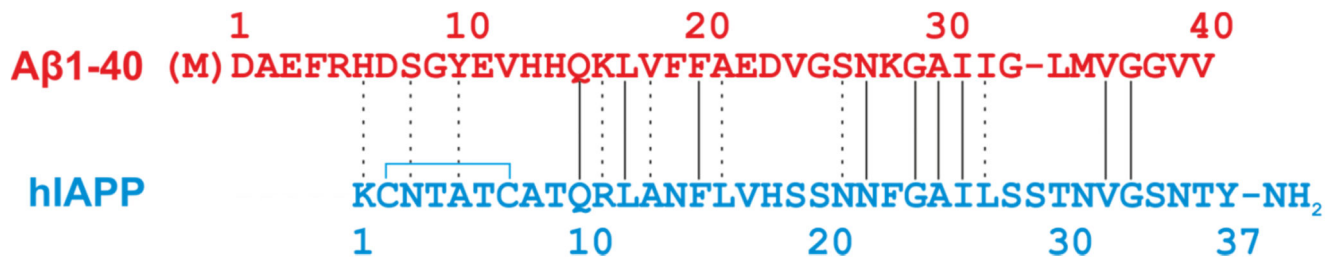 1 10 20 30 40
Aβ1-40 (M) DAEFRHDSGYEVHHQKLVFFAEDVGSNKGAIIG-LMVGGVV
hIAPP KCNTATCATQRLANFLVHSSNNFGAILSSTNVGSNTY-NH2
1 10 20 30 37